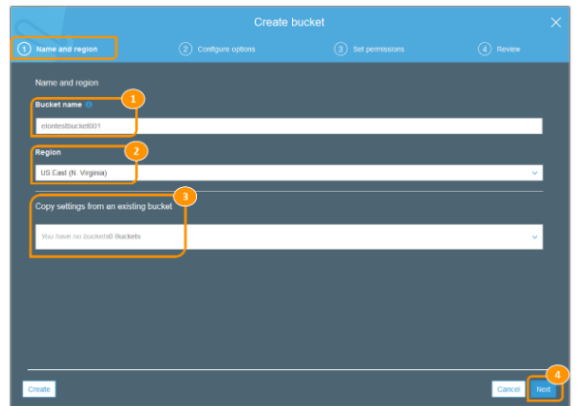 Create bucket
1 Name and region 2 Configure options 3 Set permissions 4 Review
Name and region
Bucket name 1
elontestbucket001
Region 2
US East (N. Virginia)
3
Copy settings from an existing bucket
You have no buckets0 Buckets
4
Create Cancel Next